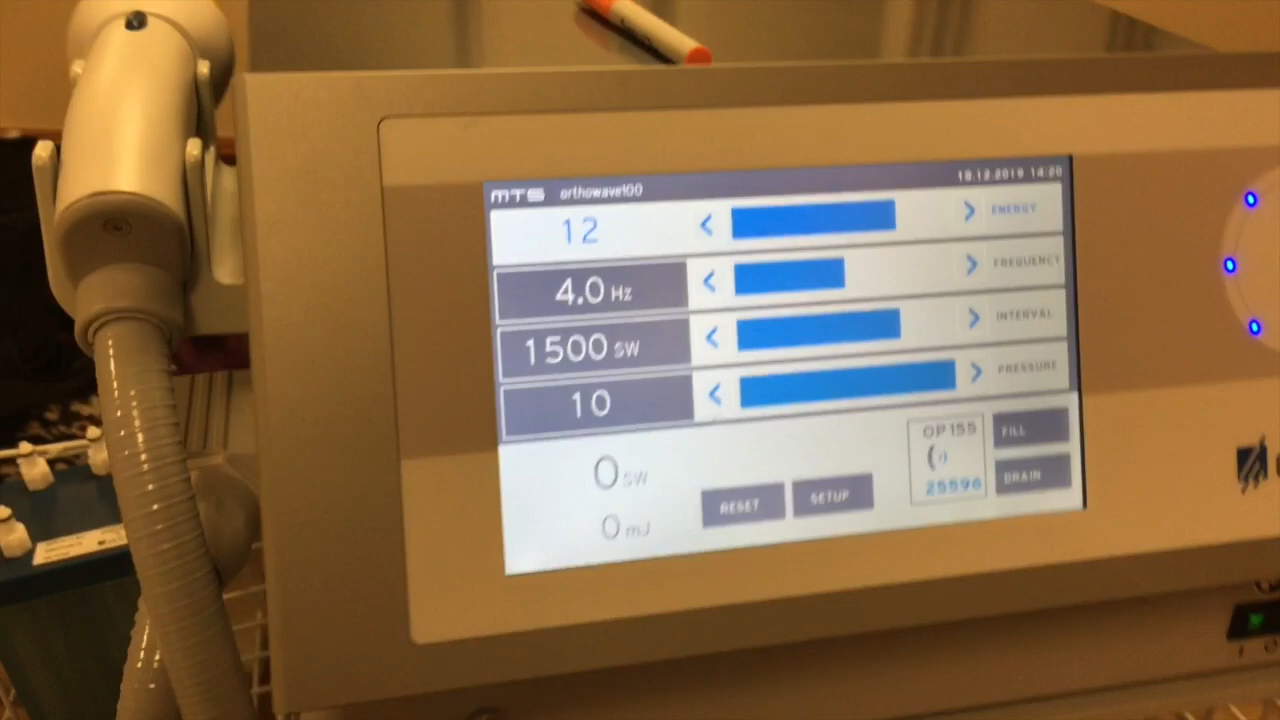 MTS orthowave100 19.12.2019 14:20
12 < > ENERGY
4.0 Hz < > FREQUENCY
1500 SW < > INTERVAL
10 < > PRESSURE
0 SW
0 mJ
RESET
SETUP
OP155
25596
FILL
DRAIN